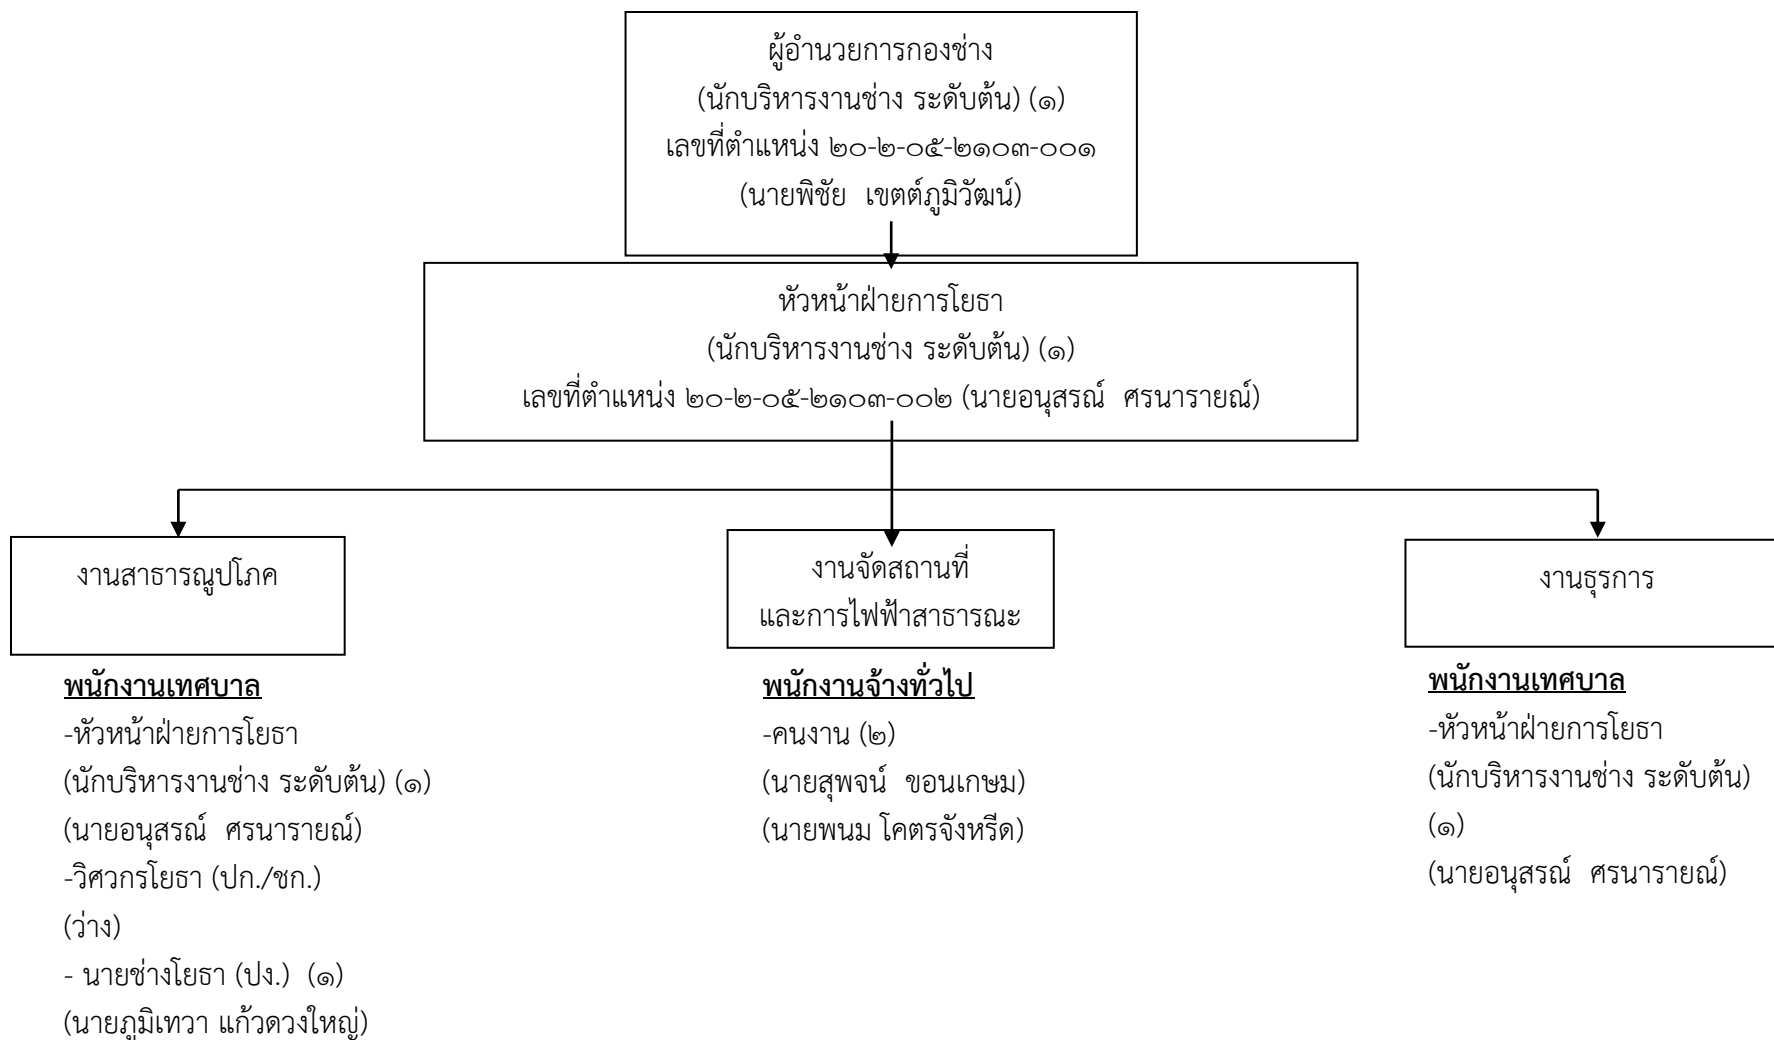 ผู้อำนวยการกองช่าง
(นักบริหารงานช่าง ระดับต้น) (๑)
เลขที่ตำแหน่ง ๒๐-๒-๐๕-๒๑๐๓-๐๐๑
(นายพิชัย เขตต์ภูมิวัฒน์)
หัวหน้าฝ่ายการโยธา
(นักบริหารงานช่าง ระดับต้น) (๑)
เลขที่ตำแหน่ง ๒๐-๒-๐๕-๒๑๐๓-๐๐๒ (นายอนุสรณ์ ศรนารายณ์)
งานสาธารณูปโภค
พนักงานเทศบาล
-หัวหน้าฝ่ายการโยธา
(นักบริหารงานช่าง ระดับต้น) (๑)
(นายอนุสรณ์ ศรนารายณ์)
-วิศวกรโยธา (ปก./ชก.)
(ว่าง)
- นายช่างโยธา (ปง.) (๑)
(นายภูมิเทวา แก้วดวงใหญ่)
งานจัดสถานที่
และการไฟฟ้าสาธารณะ
พนักงานจ้างทั่วไป
-คนงาน (๒)
(นายสุพจน์ ขอนเกษม)
(นายพนม โคตรจังหรีด)
งานธุรการ
พนักงานเทศบาล
-หัวหน้าฝ่ายการโยธา
(นักบริหารงานช่าง ระดับต้น)
(๑)
(นายอนุสรณ์ ศรนารายณ์)